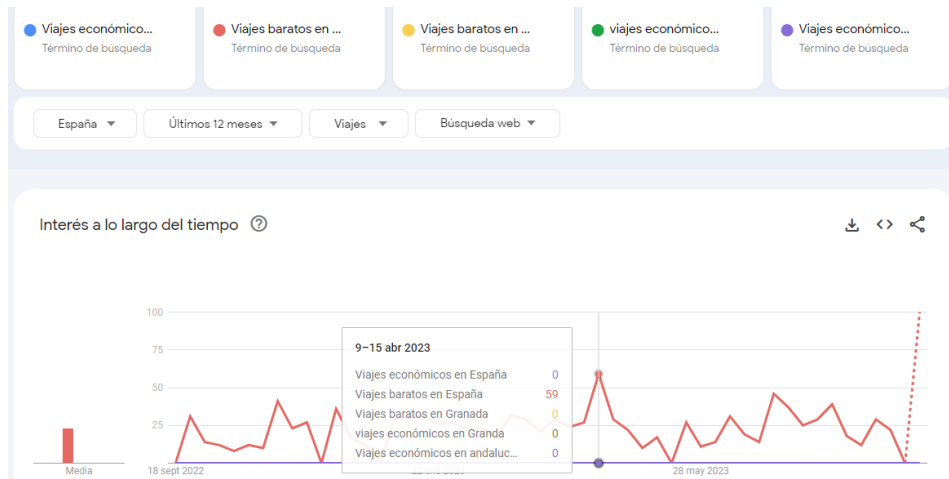 Viajes económico...
Término de búsqueda
Viajes baratos en ...
Término de búsqueda
Viajes baratos en ...
Término de búsqueda
viajes económico...
Término de búsqueda
Viajes económico...
Término de búsqueda
España
Últimos 12 meses
Viajes
Búsqueda web
Interés a lo largo del tiempo
100
75
50
25
Media
18 sept 2022
28 may 2023
9–15 abr 2023
Viajes económicos en España 0
Viajes baratos en España 59
Viajes baratos en Granada 0
viajes económicos en Granda 0
Viajes económicos en andaluc... 0